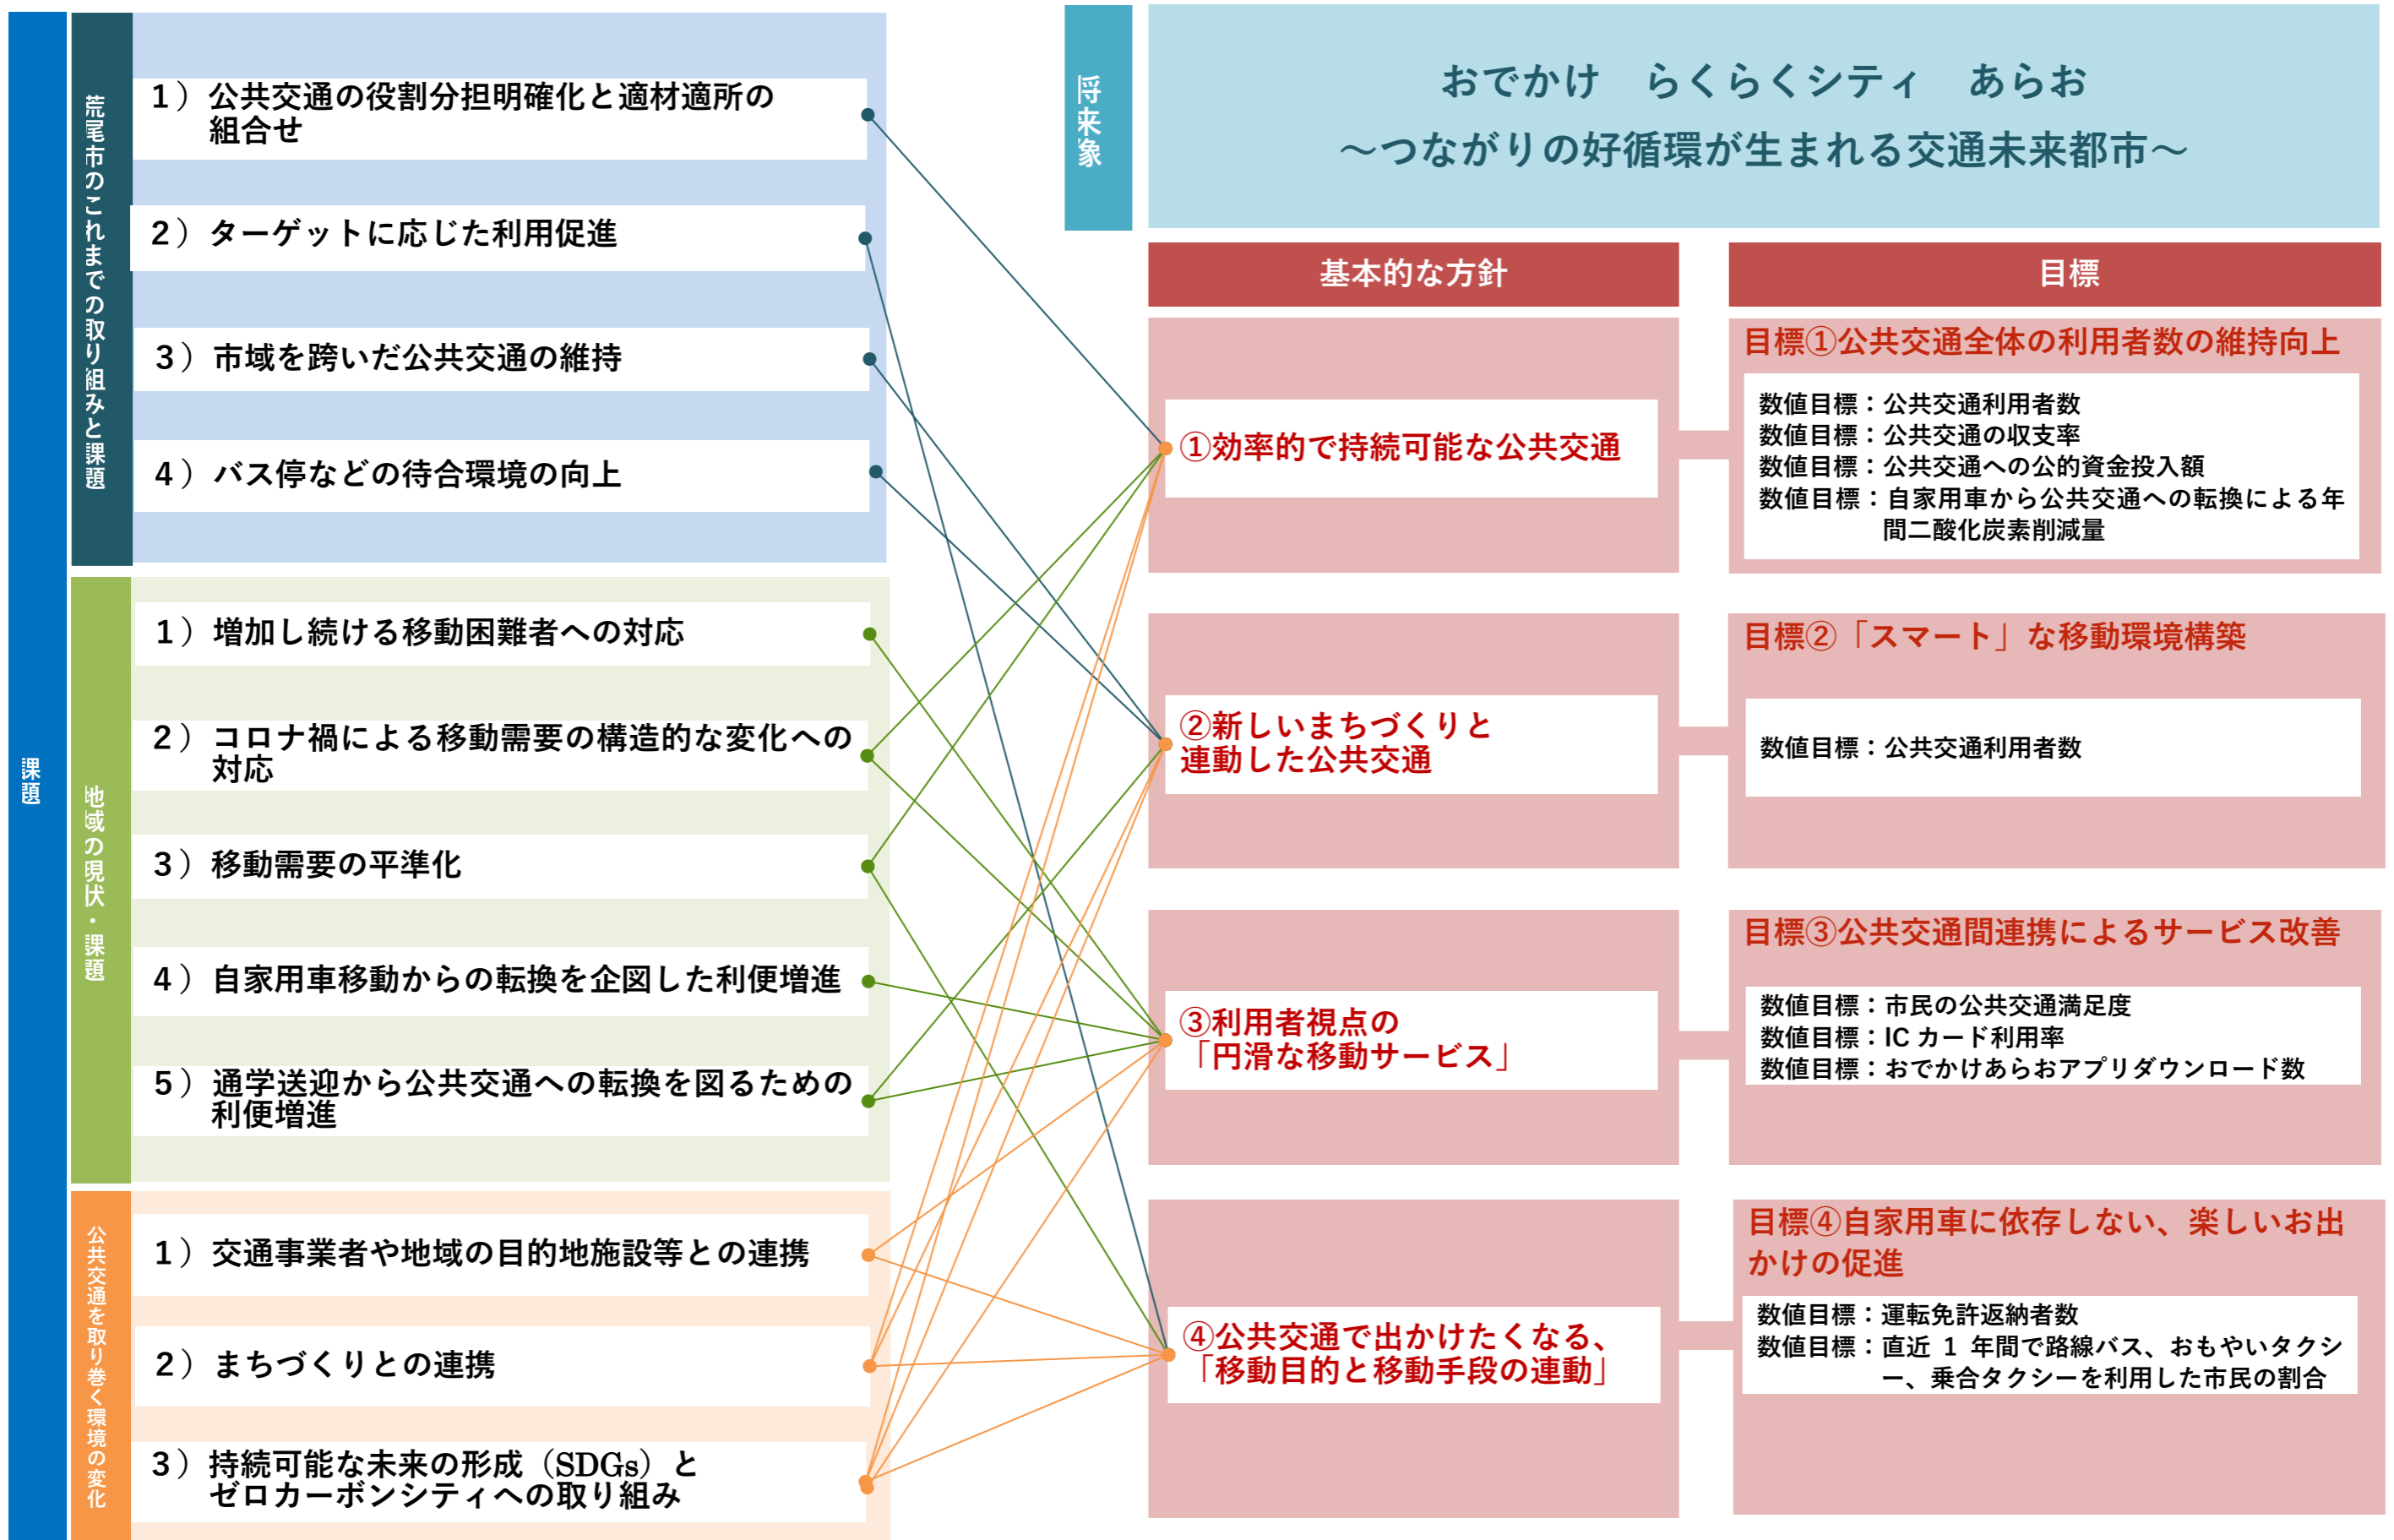 課題
荒尾市のこれまでの取り組みと課題
1）公共交通の役割分担明確化と適材適所の
組合せ
2）ターゲットに応じた利用促進
3）市域を跨いだ公共交通の維持
4）バス停などの待合環境の向上
地域の現状・課題
1）増加し続ける移動困難者への対応
2）コロナ禍による移動需要の構造的な変化への
対応
3）移動需要の平準化
4）自家用車移動からの転換を企図した利便増進
5）通学送迎から公共交通への転換を図るための
利便増進
公共交通を取り巻く環境の変化
1）交通事業者や地域の目的地施設等との連携
2）まちづくりとの連携
3）持続可能な未来の形成（SDGs）と
ゼロカーボンシティへの取り組み
将来像
おでかけ　らくらくシティ　あらお
～つながりの好循環が生まれる交通未来都市～
基本的な方針
①効率的で持続可能な公共交通
②新しいまちづくりと
連動した公共交通
③利用者視点の
「円滑な移動サービス」
④公共交通で出かけたくなる、
「移動目的と移動手段の連動」
目標
目標①公共交通全体の利用者数の維持向上
数値目標：公共交通利用者数
数値目標：公共交通の収支率
数値目標：公共交通への公的資金投入額
数値目標：自家用車から公共交通への転換による年
間二酸化炭素削減量
目標②「スマート」な移動環境構築
数値目標：公共交通利用者数
目標③公共交通間連携によるサービス改善
数値目標：市民の公共交通満足度
数値目標：IC カード利用率
数値目標：おでかけあらおアプリダウンロード数
目標④自家用車に依存しない、楽しいお出
かけの促進
数値目標：運転免許返納者数
数値目標：直近 1 年間で路線バス、おもやいタクシ
ー、乗合タクシーを利用した市民の割合